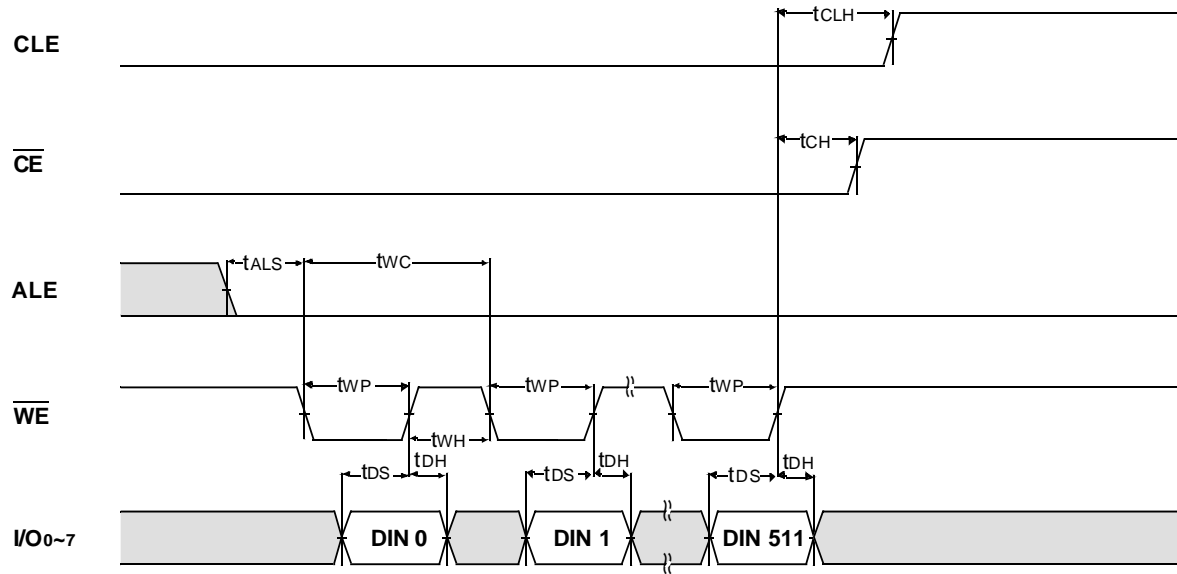 CLE
tCLH
CE
tCH
ALE
tALS
tWC
WE
tWP
tWP
tWP
tWH
tDS
tDH
tDS
tDH
tDS
tDH
I/O0~7
DIN 0
DIN 1
DIN 511